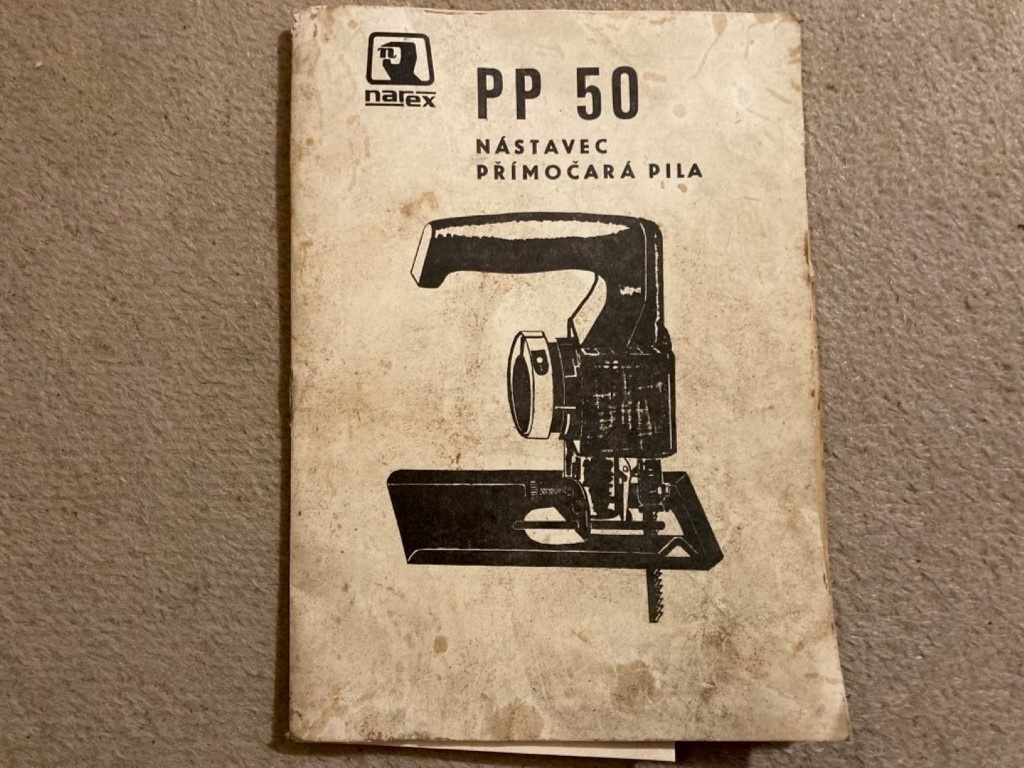 n
narex
PP 50
NÁSTAVEC
PŘÍMOČARÁ PILA